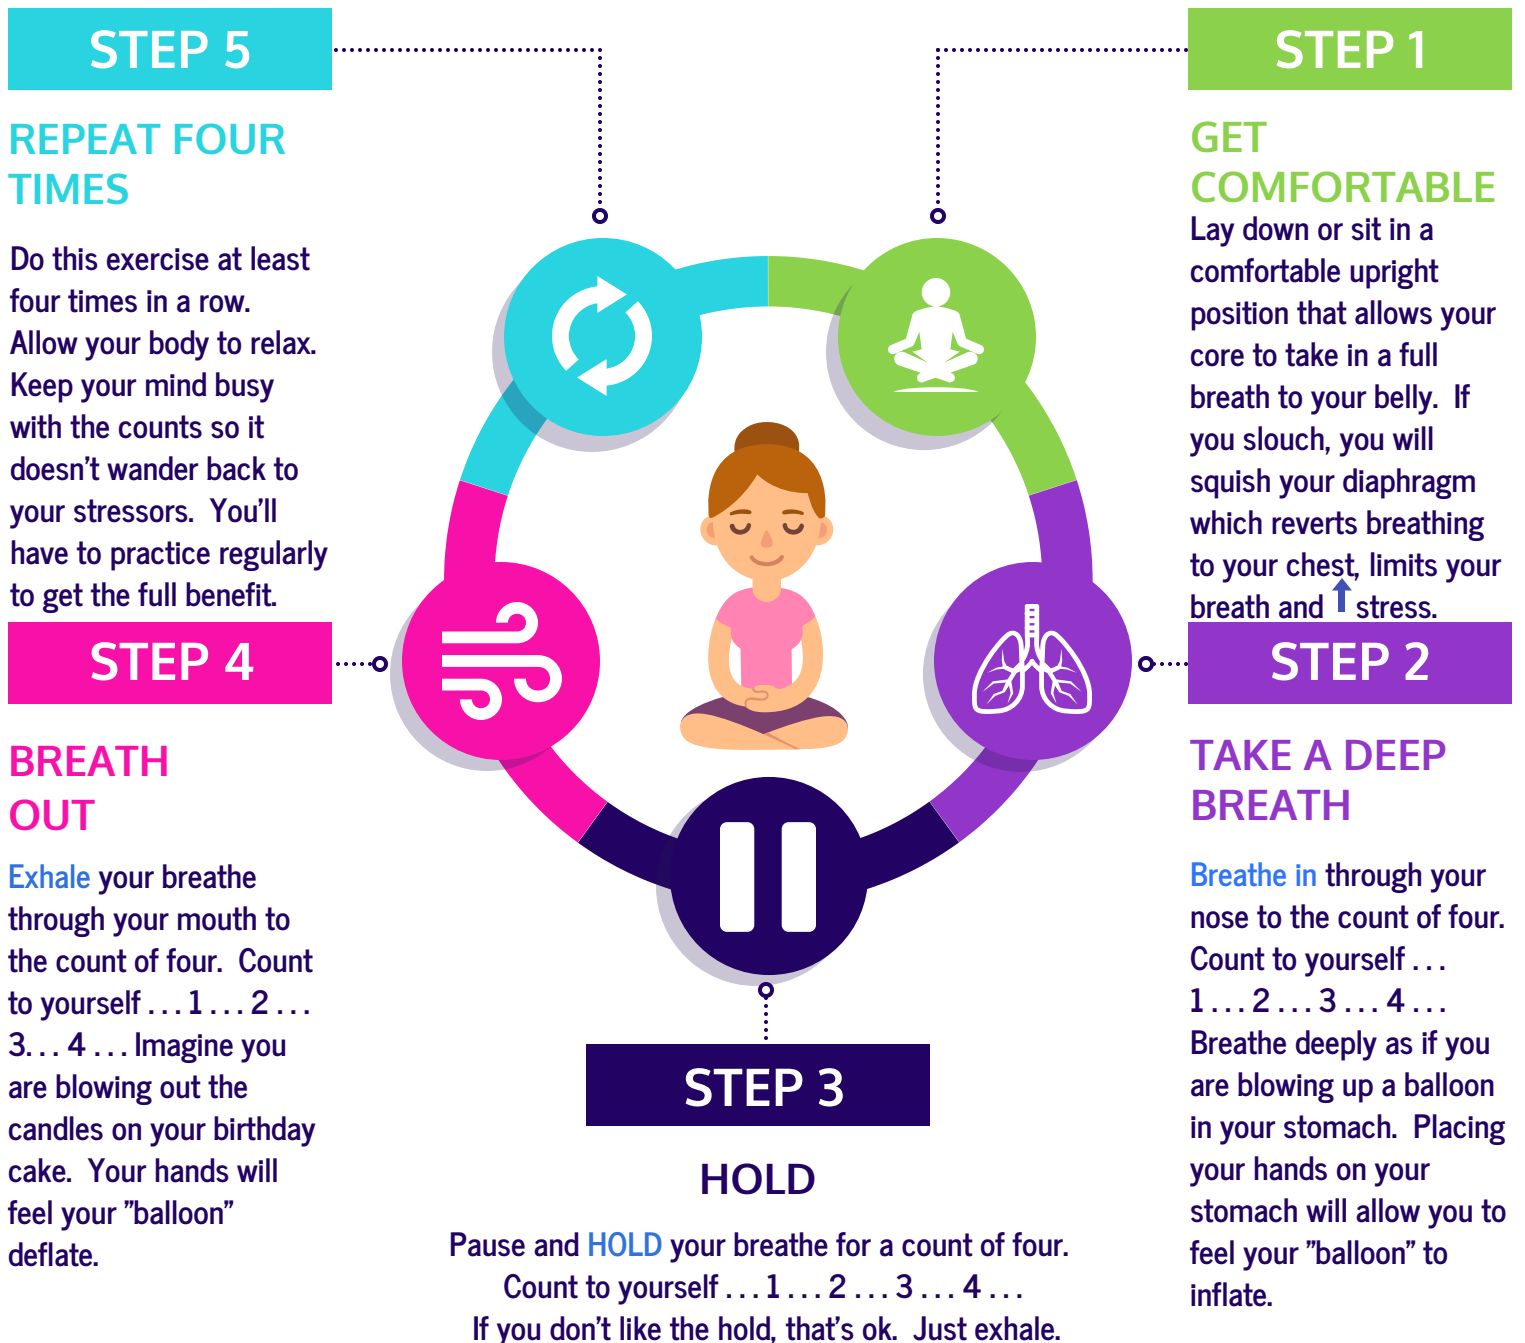 STEP 1
GET
COMFORTABLE
Lay down or sit in a
comfortable upright
position that allows your
core to take in a full
breath to your belly.  If
you slouch, you will
squish your diaphragm
which reverts breathing
to your chest, limits your
breath and ⬆ stress.
STEP 2
TAKE A DEEP
BREATH
Breathe in through your
nose to the count of four.
Count to yourself . . .
1 . . . 2 . . . 3 . . . 4 . . .
Breathe deeply as if you
are blowing up a balloon
in your stomach.  Placing
your hands on your
stomach will allow you to
feel your "balloon" to
inflate.
STEP 3
HOLD
Pause and HOLD your breathe for a count of four.
Count to yourself . . . 1 . . . 2 . . . 3 . . . 4 . . .
If you don't like the hold, that's ok.  Just exhale.
STEP 4
BREATH
OUT
Exhale your breathe
through your mouth to
the count of four.  Count
to yourself . . . 1 . . . 2 . . .
3. . . 4 . . . Imagine you
are blowing out the
candles on your birthday
cake.  Your hands will
feel your "balloon"
deflate.
STEP 5
REPEAT FOUR
TIMES
Do this exercise at least
four times in a row.
Allow your body to relax.
Keep your mind busy
with the counts so it
doesn't wander back to
your stressors.  You'll
have to practice regularly
to get the full benefit.